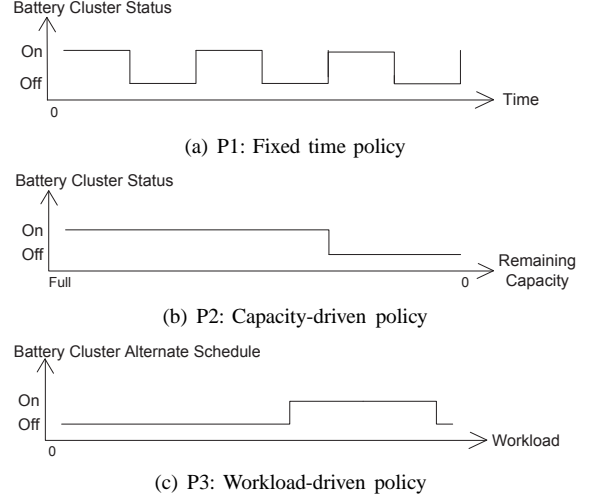 Battery Cluster Status
On
Off
0
Time
(a) P1: Fixed time policy
Battery Cluster Status
On
Off
Full
0
Remaining
Capacity
(b) P2: Capacity-driven policy
Battery Cluster Alternate Schedule
On
Off
0
Workload
(c) P3: Workload-driven policy